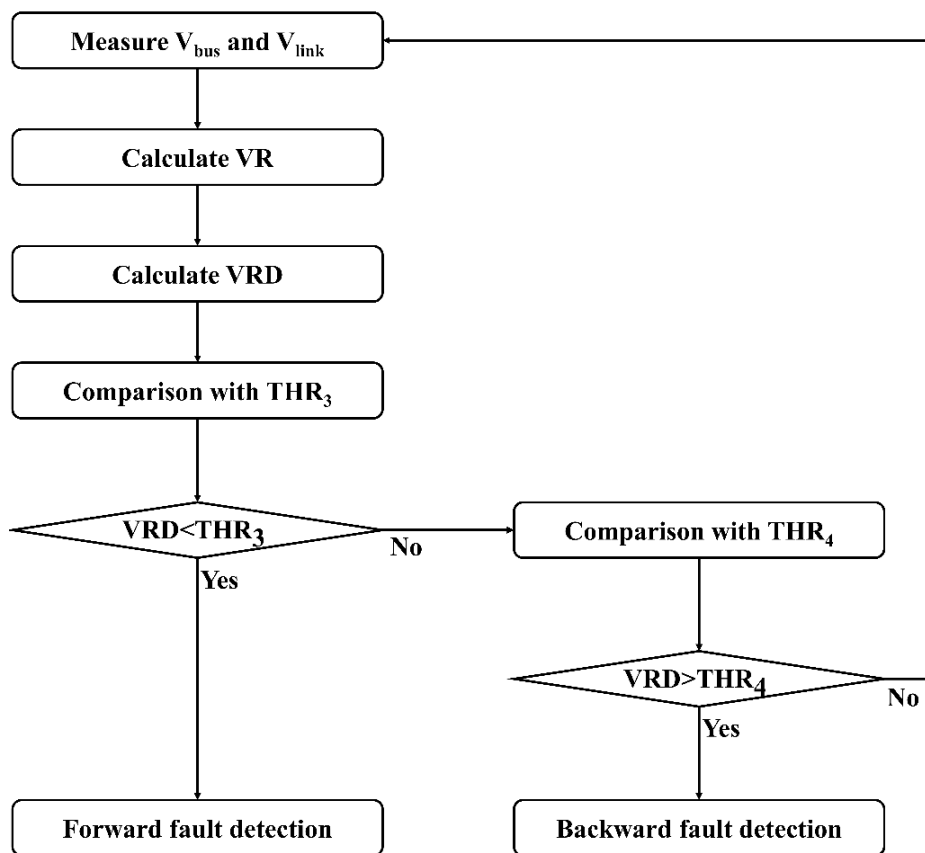 Measure V_bus and V_link
Calculate VR
Calculate VRD
Comparison with THR_3
VRD<THR_3
No
Comparison with THR_4
Yes
VRD>THR_4
No
Yes
Forward fault detection
Backward fault detection